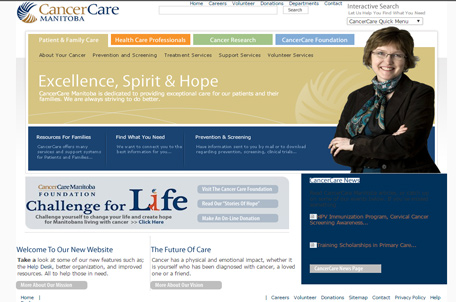 Home Careers Volunteer Donations Departments Contact
Interactive Search
Let Us Help You Find What You Need
Search
CancerCare Quick Menu
CancerCare
MANITOBA
Patient & Family Care
Health Care Professionals
Cancer Research
CancerCare Foundation
About Your Cancer Prevention and Screening Treatment Services Support Services Volunteer Services
Excellence, Spirit & Hope
CancerCare Manitoba is dedicated to providing exceptional care for our patients and their
families. We are always striving to do better.
Resources For Families
CancerCare offers many
services and support systems
for Patients and Families...
Find What You Need
We want to connect you to the
best information for you...
Prevention & Screening
Have information sent to you by mail or to download
regarding prevention, screening, clinical trials...
CancerCare Manitoba
FOUNDATION
Challenge for Life
Challenge yourself to change your life and create hope
for Manitobans living with cancer >> Click Here
Visit The Cancer Care Foundation
Read Our "Stories Of Hope"
Make An On-Line Donation
CancerCare News
HPV Immunization Program, Cervical Cancer
Screening Awareness...
Training Scholarships in Primary Care...
CancerCare Home Page
Welcome To Our New Website
Take a look at some of our new features such as;
the Help Desk, better organization, and improved
resources. All to help those in need.
More About Our Mission
The Future Of Care
Cancer has a physical and emotional impact, whether it
is yourself who has been diagnosed with cancer, a loved
one or a friend.
More About Our Vision
Home
| Careers Volunteer Donations Sitemap Contact Privacy Policy Help